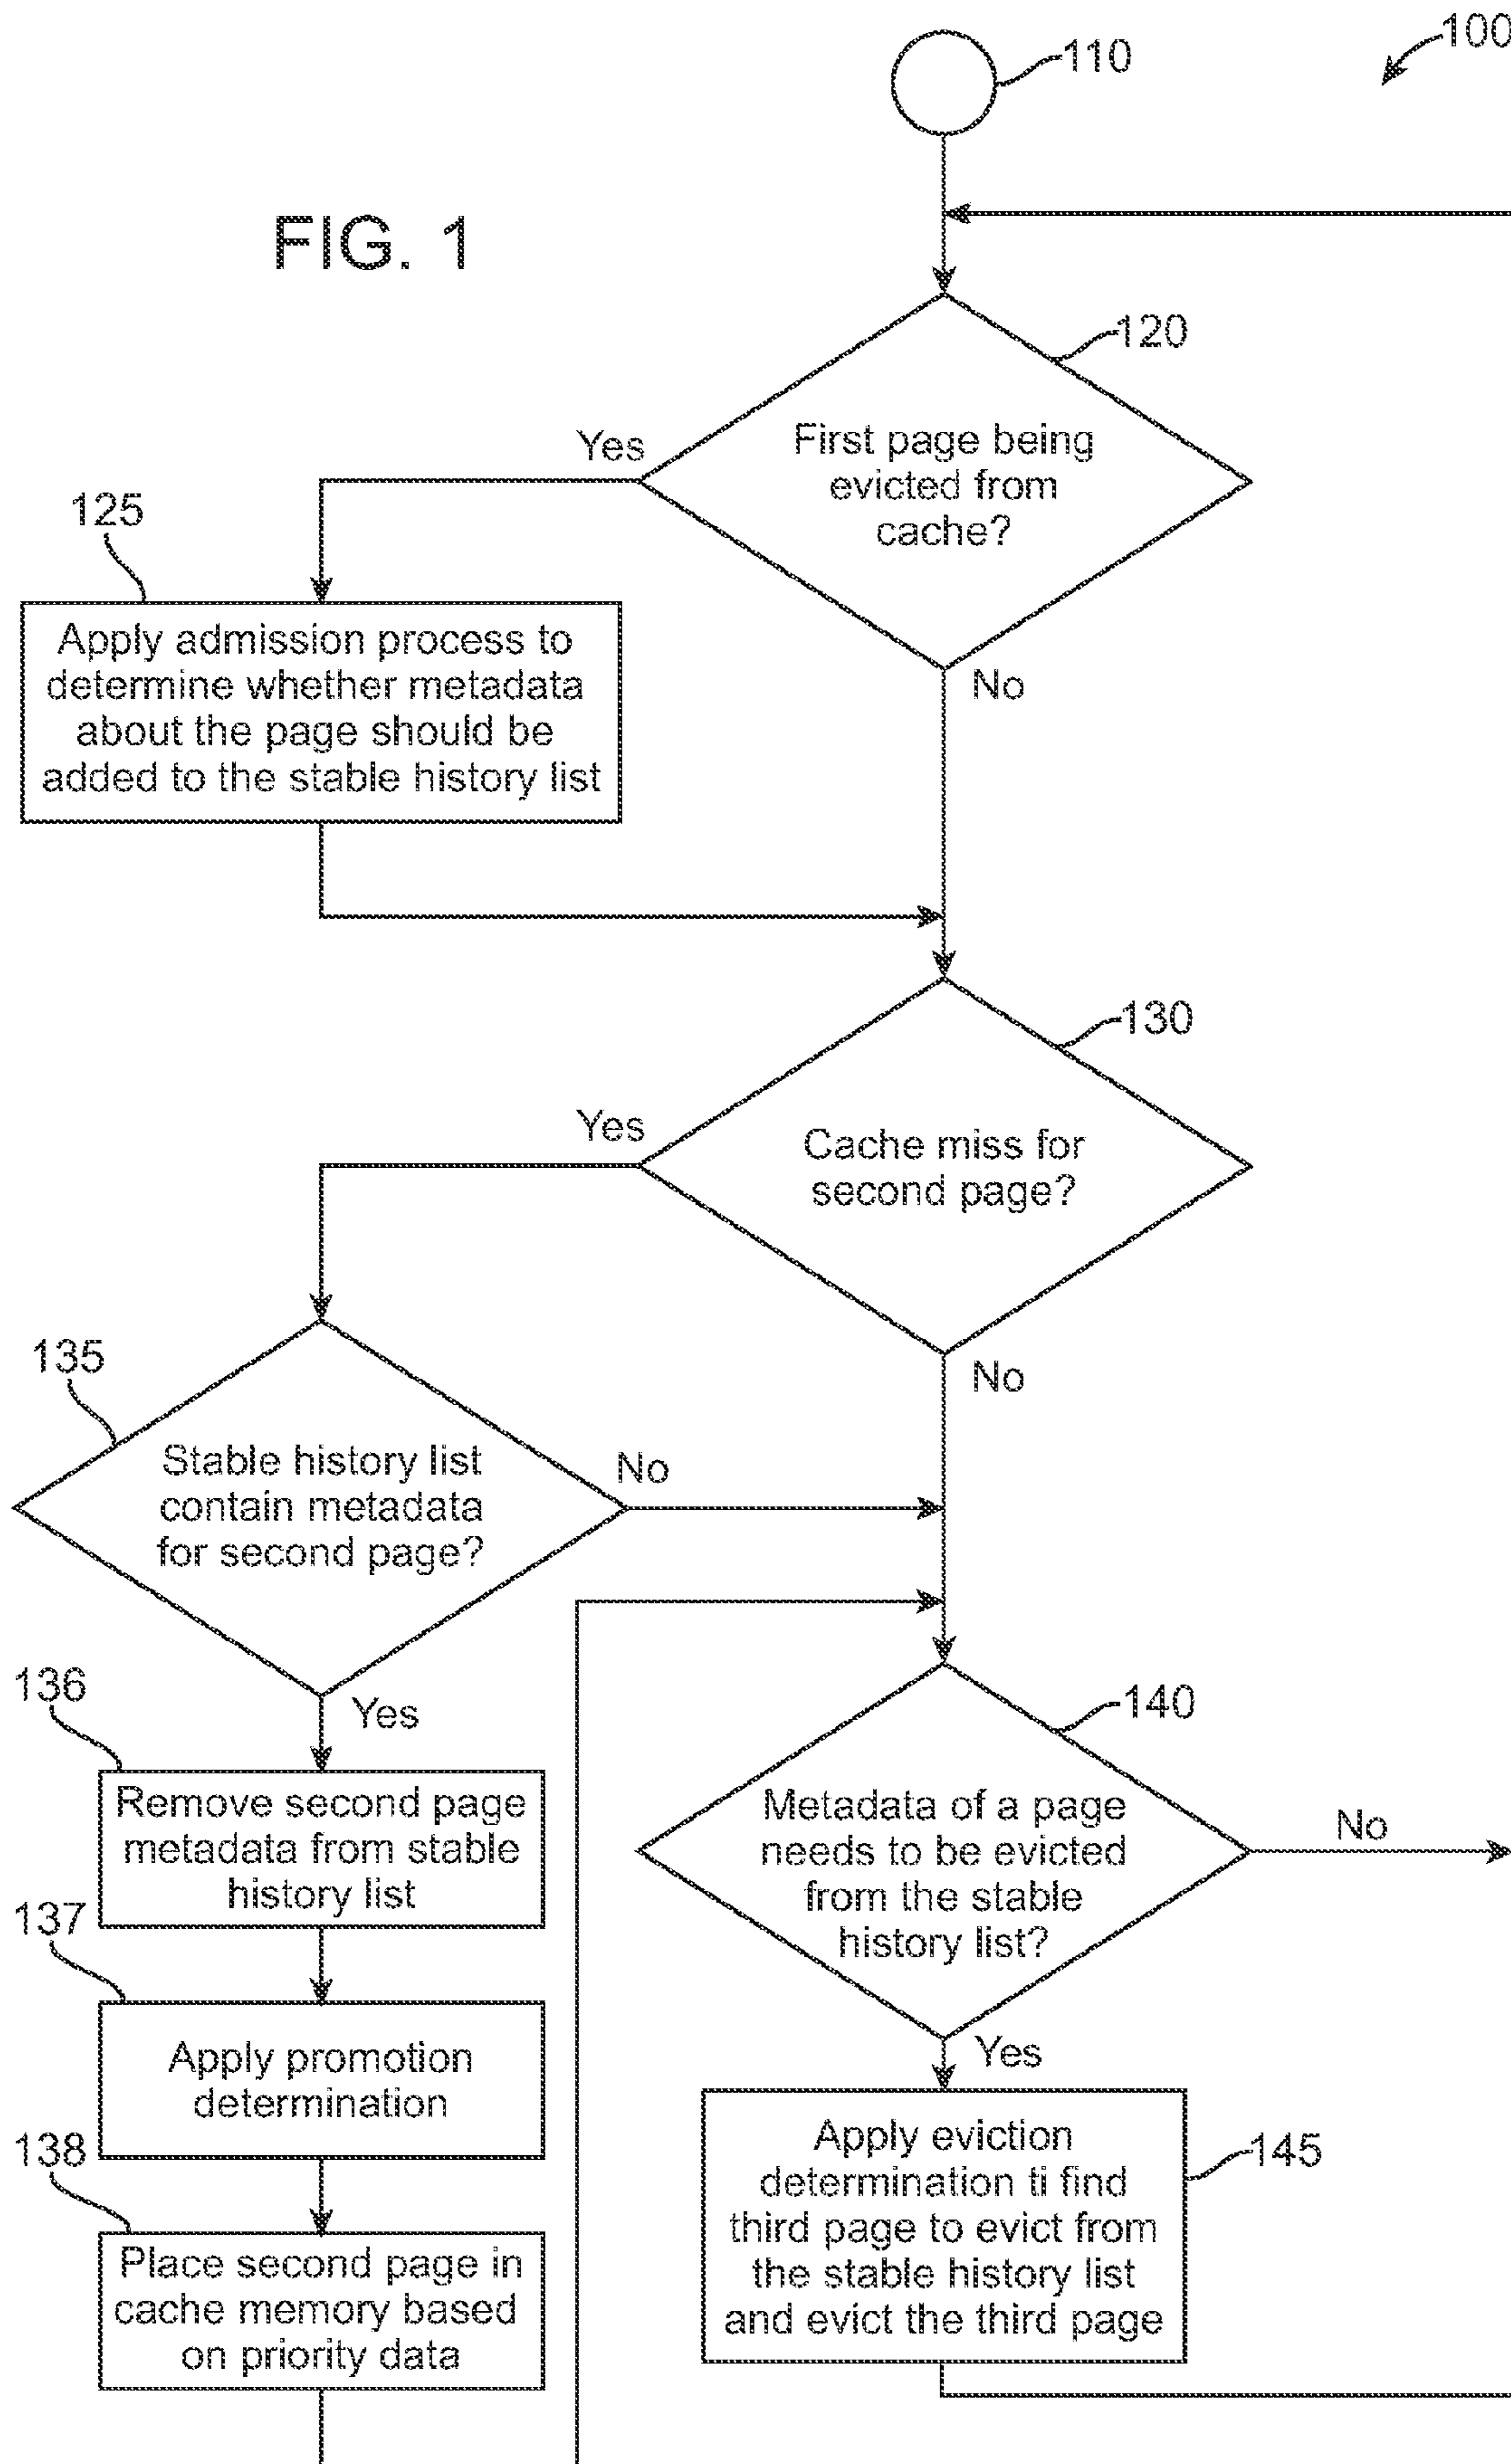 100
110
FIG. 1
120
First page being
evicted from
cache?
Yes
No
125
Apply admission process to
determine whether metadata
about the page should be
added to the stable history list
130
Cache miss for
second page?
Yes
No
135
Stable history list
contain metadata
for second page?
No
Yes
136
Remove second page
metadata from stable
history list
137
Apply promotion
determination
138
Place second page in
cache memory based
on priority data
140
Metadata of a page
needs to be evicted
from the stable
history list?
No
Yes
Apply eviction
determination ti find
third page to evict from
the stable history list
and evict the third page
145